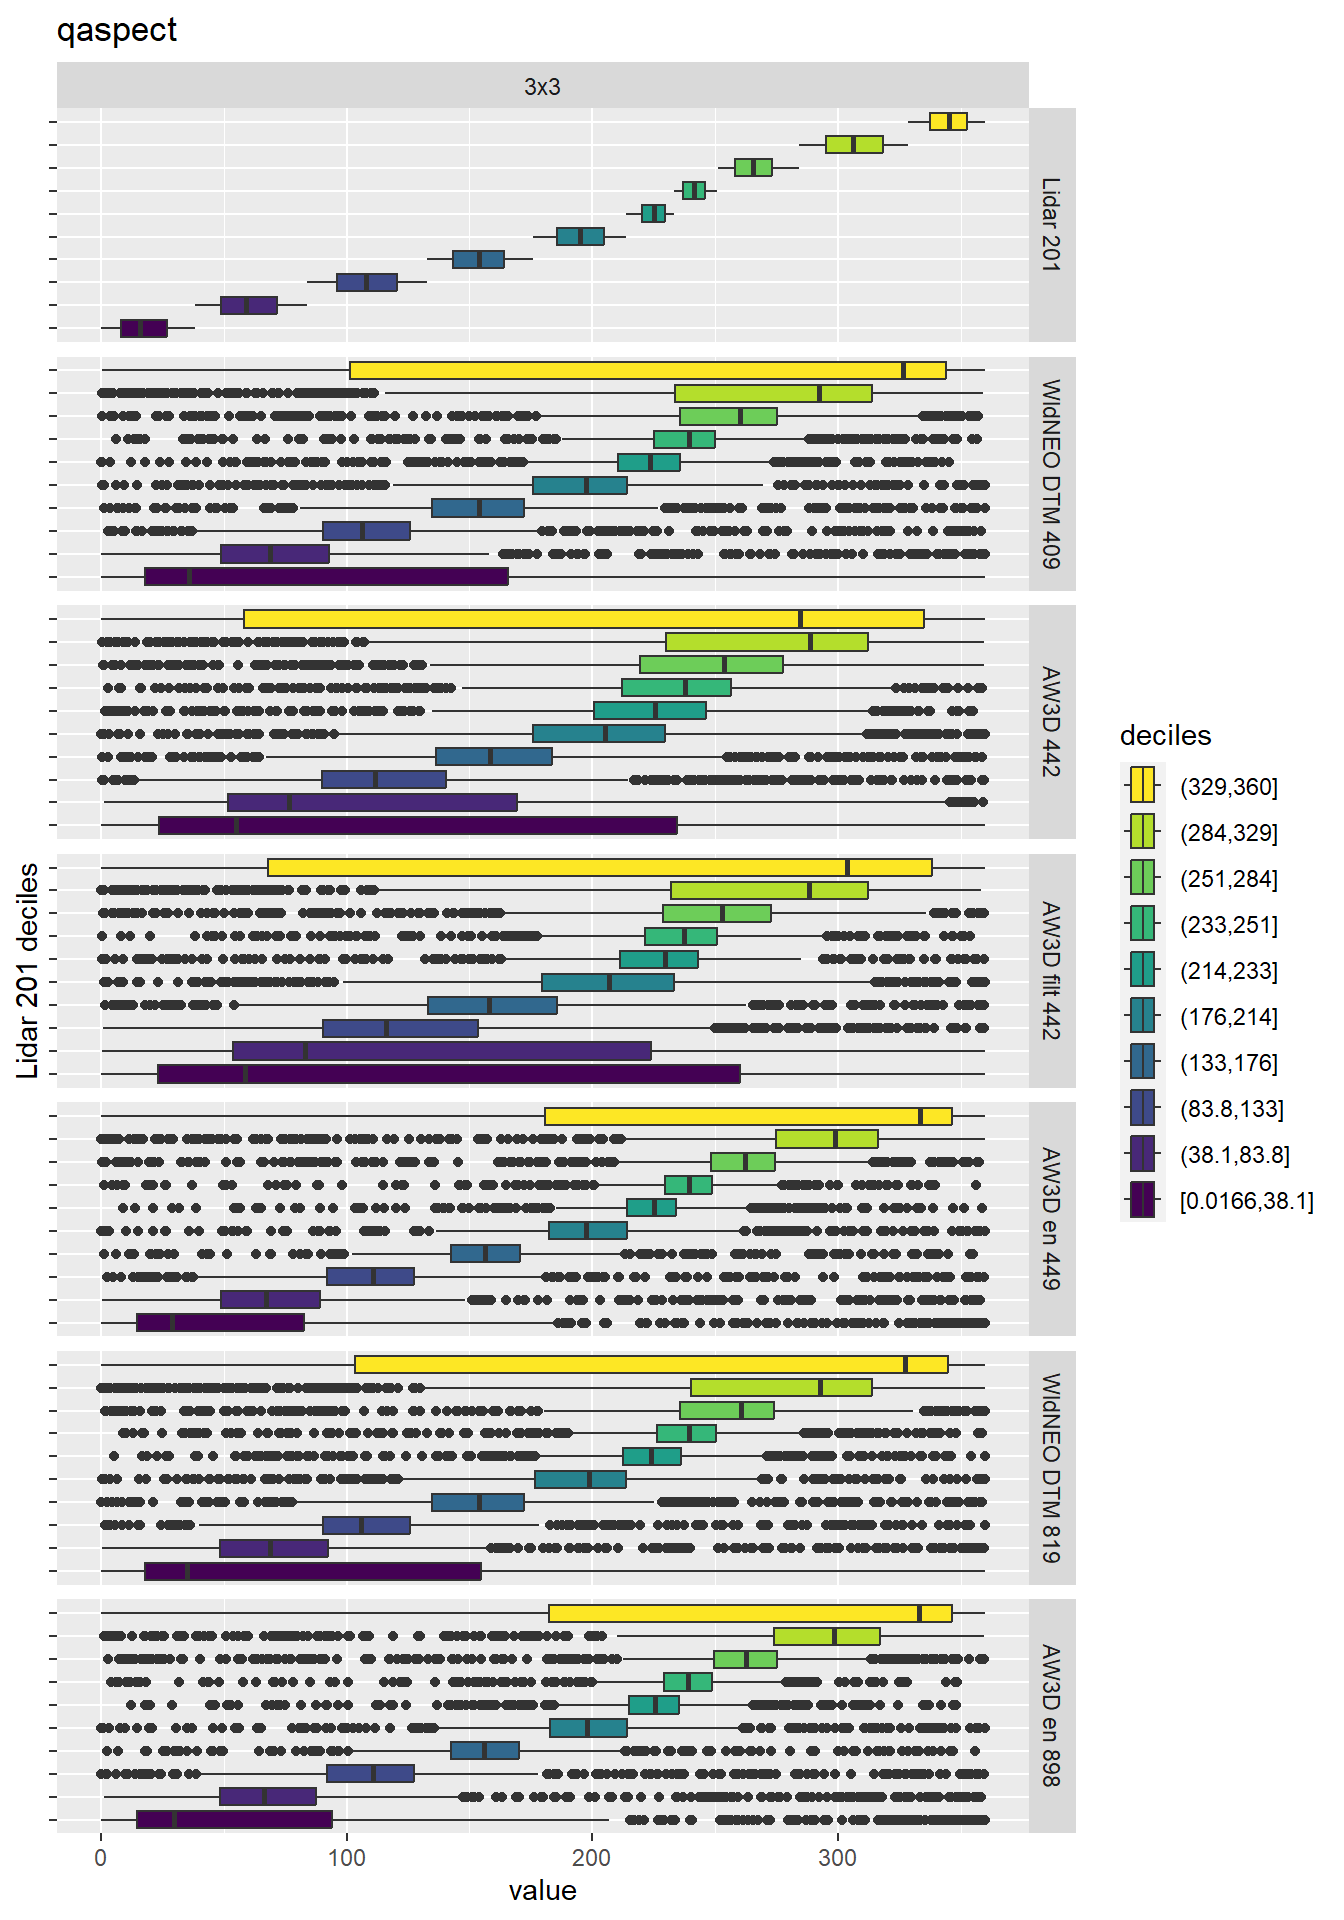 qaspect
3x3
Lidar 201
WldNEO DTM 409
AW3D 442
AW3D filt 442
AW3D en 449
WldNEO DTM 819
AW3D en 898
Lidar 201 deciles
0 100 200 300
value
deciles
(329,360]
(284,329]
(251,284]
(233,251]
(214,233]
(176,214]
(133,176]
(83.8,133]
(38.1,83.8]
[0.0166,38.1]